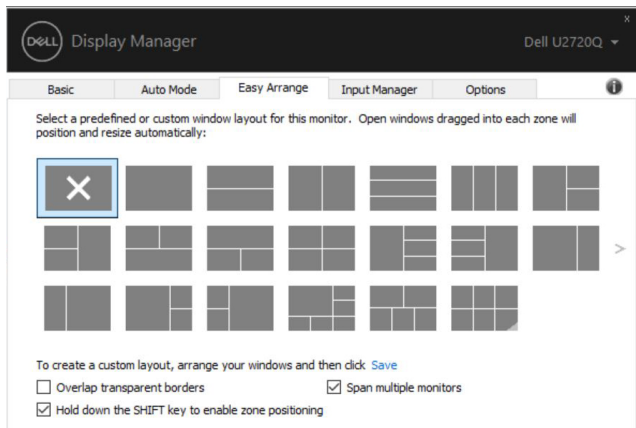 x
DELL Display Manager Dell U2720Q
Basic Auto Mode Easy Arrange Input Manager Options i
Select a predefined or custom window layout for this monitor. Open windows dragged into each zone will
position and resize automatically:
>
To create a custom layout, arrange your windows and then click Save
Overlap transparent borders Span multiple monitors
Hold down the SHIFT key to enable zone positioning